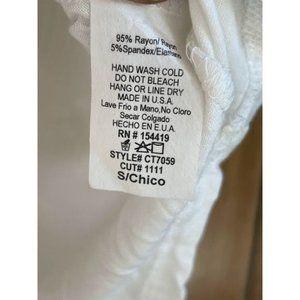 95% Rayon/ Rayon
5%Spandex/Elastano
HAND WASH COLD
DO NOT BLEACH
HANG OR LINE DRY
MADE IN U.S.A.
Lave Frio a Mano, No Cloro
Secar Colgado
HECHO EN E.U.A.
RN # 154419
STYLE# CT7059
CUT# 1111
S/Chico